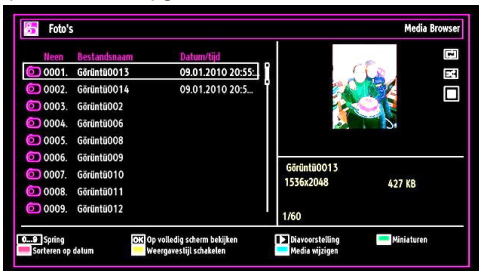 Foto's Media Browser
Neen Bestandsnaam Datum/tijd
0001. Görüntü0013 09.01.2010 20:55:..
0002. Görüntü0014 09.01.2010 20:5...
0003. Görüntü002
0004. Görüntü006
0005. Görüntü008
0006. Görüntü009
0007. Görüntü010
0008. Görüntü011
0009. Görüntü012
Görüntü0013
1536x2048 427 KB
1/60
0...9 Spring OK Op volledig scherm bekijken Diavoorstelling Miniaturen
Sorteren op datum Weergavestijl schakelen Media wijzigen